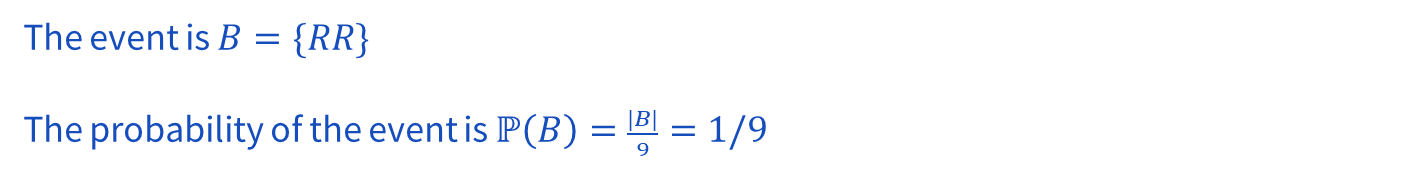 The event is B = {RR}
The probability of the event is ℙ(B) = |B|/9 = 1/9